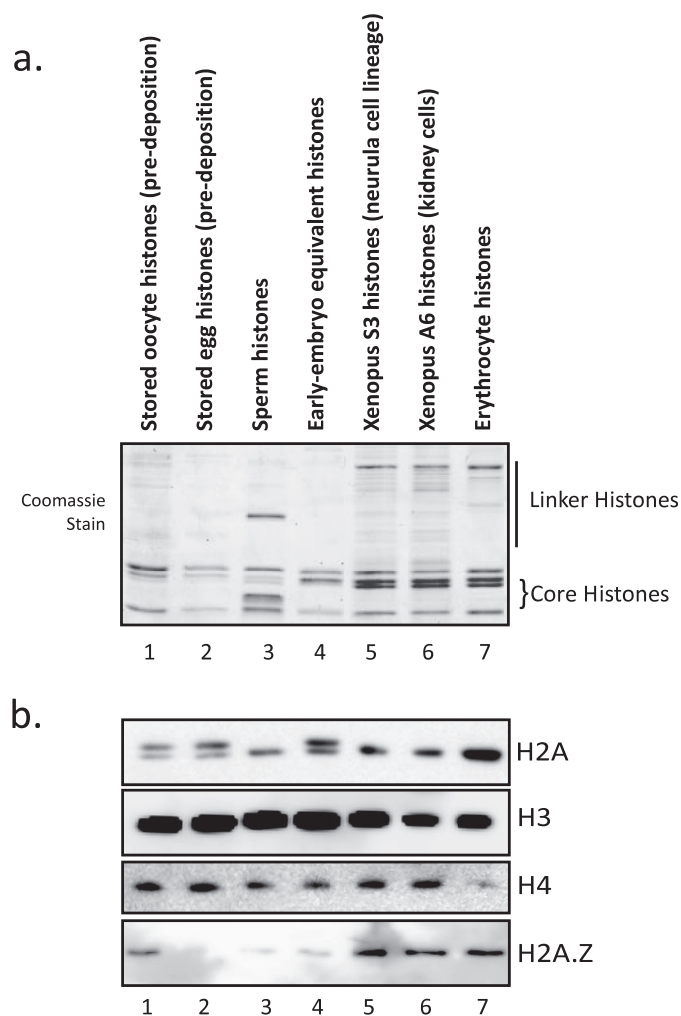 a.
Stored oocyte histones (pre-deposition)
Stored egg histones (pre-deposition)
Sperm histones
Early-embryo equivalent histones
Xenopus S3 histones (neurula cell lineage)
Xenopus A6 histones (kidney cells)
Erythrocyte histones
Coomassie
Stain
Linker Histones
}Core Histones
1 2 3 4 5 6 7
b.
H2A
H3
H4
H2A.Z
1 2 3 4 5 6 7